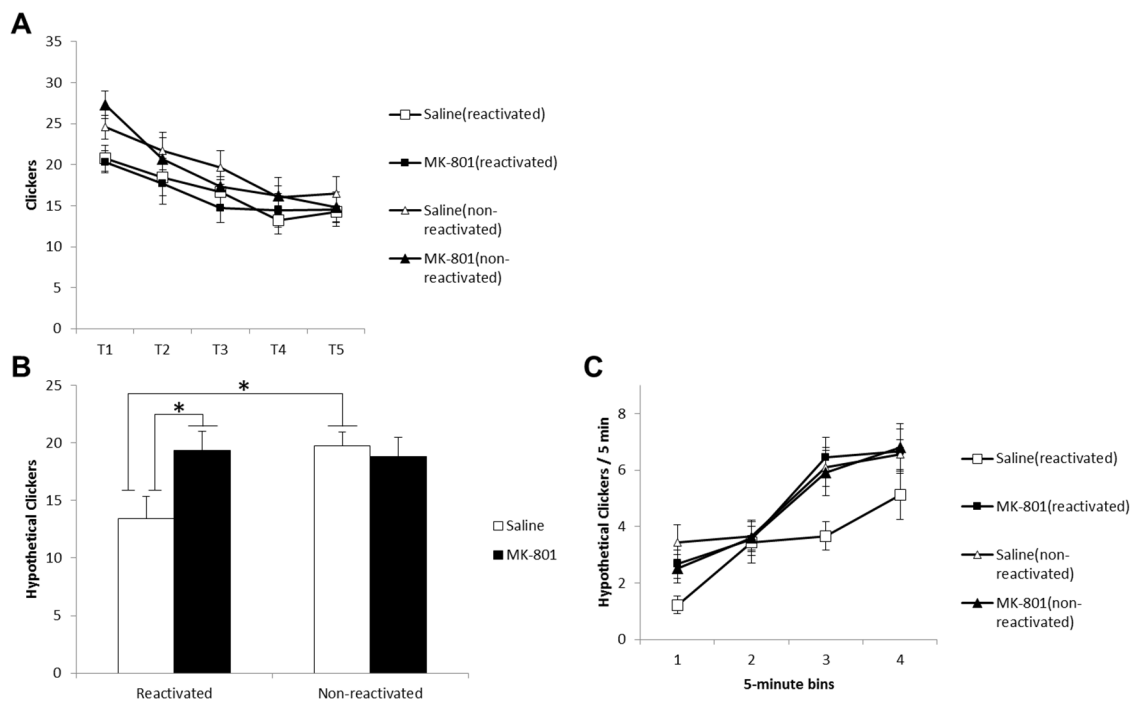 A
35
30
25
20
15
10
5
0
Clickers
T1 T2 T3 T4 T5
Saline(reactivated)
MK-801(reactivated)
Saline(non-
reactivated)
MK-801(non-
reactivated)
B
25
20
15
10
5
0
Hypothetical Clickers
*
*
Reactivated Non-reactivated
Saline
MK-801
C
8
6
4
2
0
Hypothetical Clickers / 5 min
1 2 3 4
5-minute bins
Saline(reactivated)
MK-801(reactivated)
Saline(non-
reactivated)
MK-801(non-
reactivated)